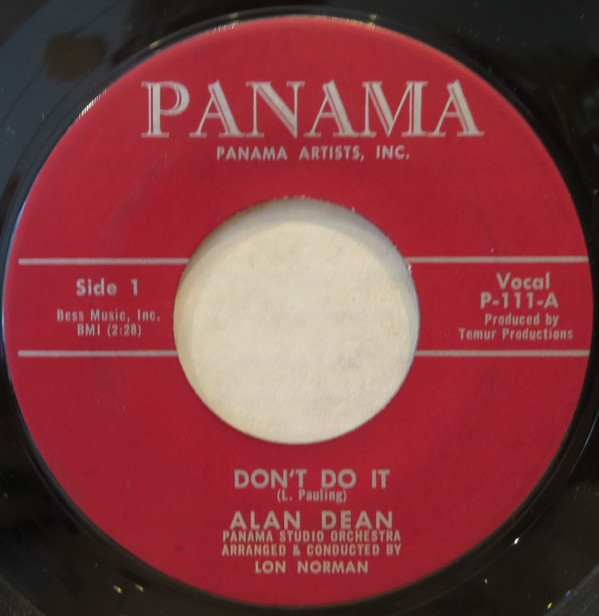 PANAMA
PANAMA ARTISTS, INC.
Side 1
Bess Music, Inc.
BMI (2:28)
Vocal
P-111-A
Produced by
Temur Productions
DON'T DO IT
(L. Pauling)
ALAN DEAN
PANAMA STUDIO ORCHESTRA
ARRANGED & CONDUCTED BY
LON NORMAN